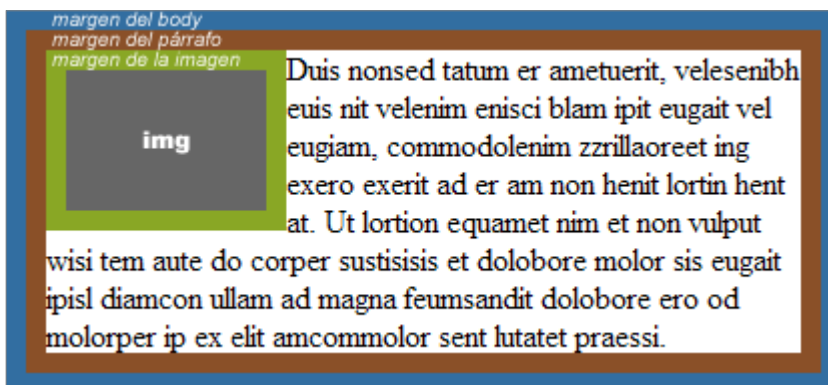 margen del body
margen del párrafo
margen de la imagen
img
Duis nonsed tatum er ametuerit, velesenibh
euis nit velenim enisci blam ipit eugait vel
eugiam, commodolenim zzrillaoreet ing
exero exerit ad er am non henit lortin hent
at. Ut lortion equamet nim et non vulput
wisi tem aute do corper sustisisis et dolobore molor sis eugait
ipisl diamcon ullam ad magna feumsandit dolobore ero od
molorper ip ex elit amcommolor sent lutatet praessi.